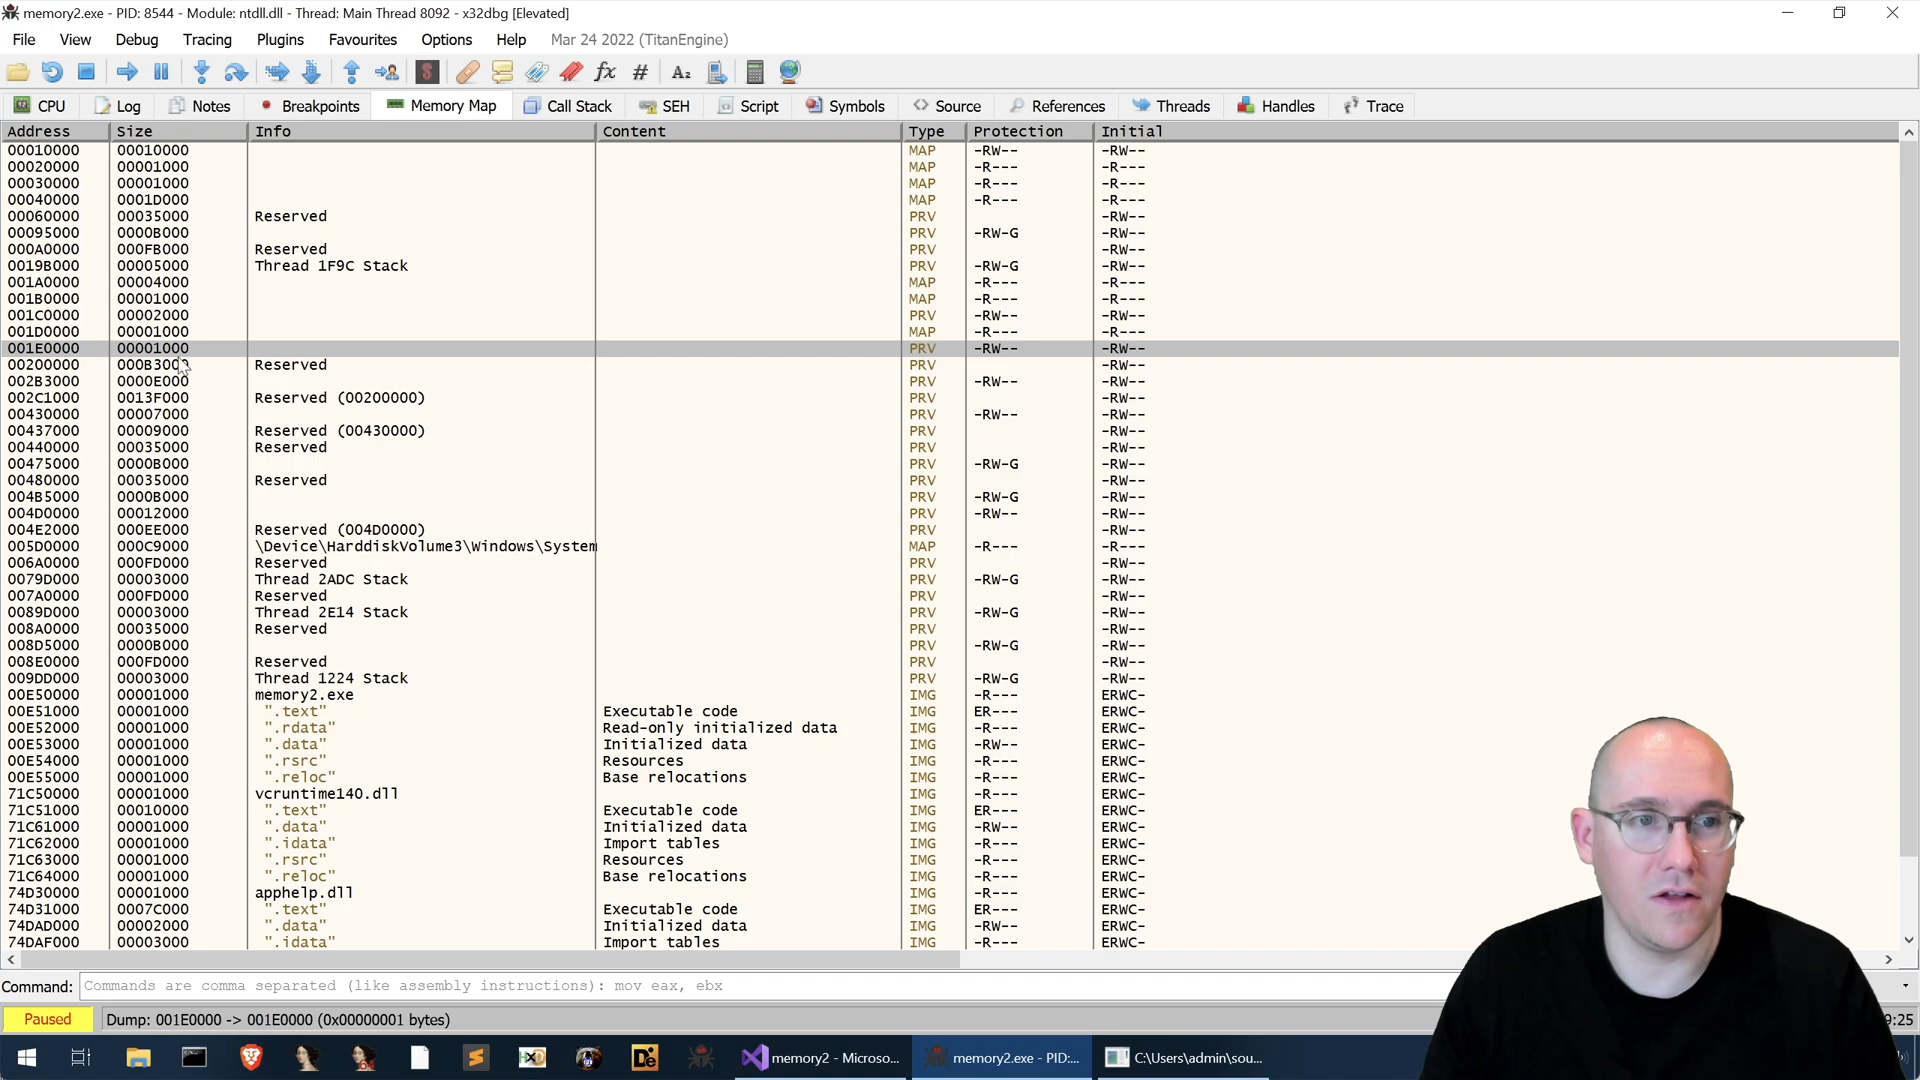 memory2.exe - PID: 8544 - Module: ntdll.dll - Thread: Main Thread 8092 - x32dbg [Elevated]
File View Debug Tracing Plugins Favourites Options Help Mar 24 2022 (TitanEngine)
CPU Log Notes Breakpoints Memory Map Call Stack SEH Script Symbols Source References Threads Handles Trace
Address Size Info Content Type Protection Initial
00010000 00010000 MAP -RW-- -RW--
00020000 00001000 MAP -R--- -R---
00030000 00001000 MAP -R--- -R---
00040000 0001D000 MAP -R--- -R---
00060000 00035000 Reserved PRV -RW--
00095000 0000B000 PRV -RW-G -RW--
000A0000 000FB000 Reserved PRV -RW--
0019B000 00005000 Thread 1F9C Stack PRV -RW-G -RW--
001A0000 00004000 MAP -R--- -R---
001B0000 00001000 MAP -R--- -R---
001C0000 00002000 PRV -RW-- -RW--
001D0000 00001000 MAP -R--- -R---
001E0000 00001000 PRV -RW-- -RW--
00200000 000B3000 Reserved PRV -RW--
002B3000 0000E000 PRV -RW-- -RW--
002C1000 0013F000 Reserved (00200000) PRV -RW--
00430000 00007000 PRV -RW-- -RW--
00437000 00009000 Reserved (00430000) PRV -RW--
00440000 00035000 Reserved PRV -RW--
00475000 0000B000 PRV -RW-G -RW--
00480000 00035000 Reserved PRV -RW--
004B5000 0000B000 PRV -RW-G -RW--
004D0000 00012000 PRV -RW-- -RW--
004E2000 000EE000 Reserved (004D0000) PRV -RW--
005D0000 000C9000 \Device\HarddiskVolume3\Windows\System MAP -R--- -R---
006A0000 000FD000 Reserved PRV -RW--
0079D000 00003000 Thread 2ADC Stack PRV -RW-G -RW--
007A0000 000FD000 Reserved PRV -RW--
0089D000 00003000 Thread 2E14 Stack PRV -RW-G -RW--
008A0000 00035000 Reserved PRV -RW--
008D5000 0000B000 PRV -RW-G -RW--
008E0000 000FD000 Reserved PRV -RW--
009DD000 00003000 Thread 1224 Stack PRV -RW-G -RW--
00E50000 00001000 memory2.exe IMG -R--- ERWC-
00E51000 00001000 ".text" Executable code IMG ER--- ERWC-
00E52000 00001000 ".rdata" Read-only initialized data IMG -R--- ERWC-
00E53000 00001000 ".data" Initialized data IMG -RW-- ERWC-
00E54000 00001000 ".rsrc" Resources IMG -R--- ERWC-
00E55000 00001000 ".reloc" Base relocations IMG -R--- ERWC-
71C50000 00001000 vcruntime140.dll IMG -R--- ERWC-
71C51000 00010000 ".text" Executable code IMG ER--- ERWC-
71C61000 00001000 ".data" Initialized data IMG -RW-- ERWC-
71C62000 00001000 ".idata" Import tables IMG -R--- ERWC-
71C63000 00001000 ".rsrc" Resources IMG -R--- ERWC-
71C64000 00001000 ".reloc" Base relocations IMG -R--- ERWC-
74D30000 00001000 apphelp.dll IMG -R--- ERWC-
74D31000 0007C000 ".text" Executable code IMG ER--- ERWC-
74DAD000 00002000 ".data" Initialized data IMG -RW-- ERWC-
74DAF000 00003000 ".idata" Import tables IMG -R--- ERWC-
Command: Commands are comma separated (like assembly instructions): mov eax, ebx
Paused Dump: 001E0000 -> 001E0000 (0x00000001 bytes) 9:25
memory2 - Microso... memory2.exe - PID:... C:\Users\admin\sou...